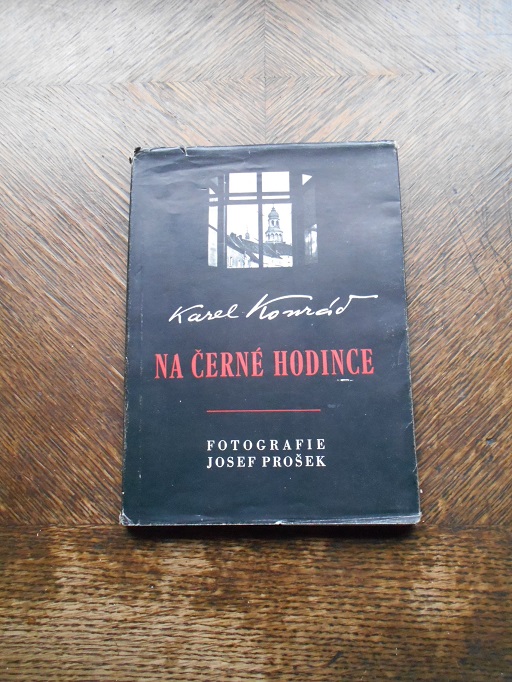 Karel Konrád
NA ČERNÉ HODINCE
FOTOGRAFIE
JOSEF PROŠEK